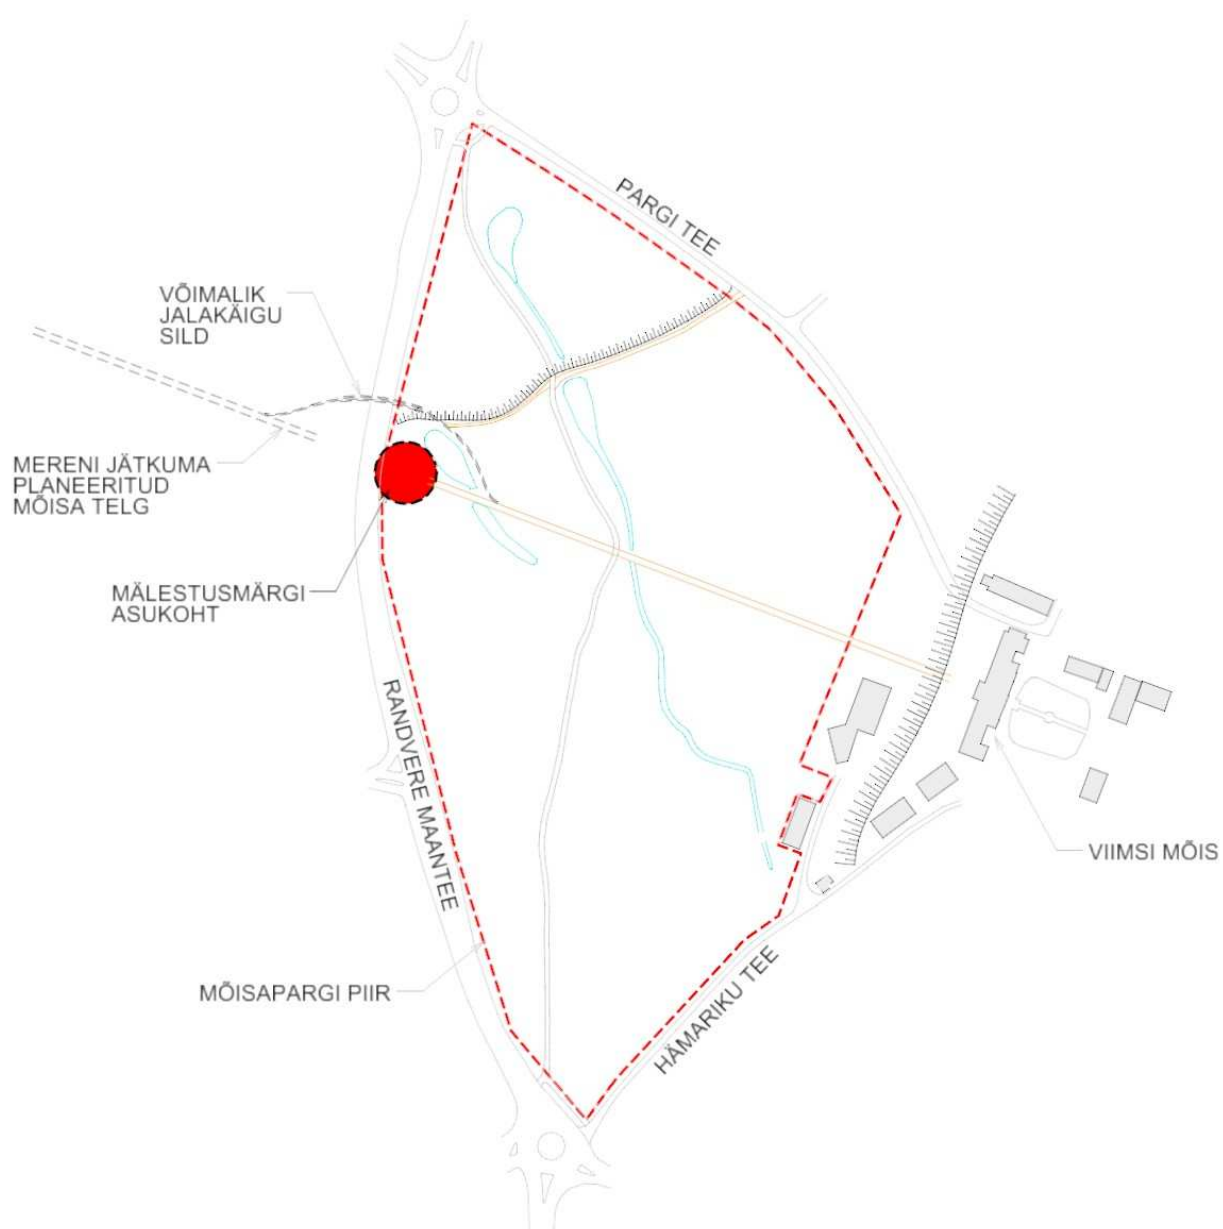 PARGI TEE
VÕIMALIK
JALAKÄIGU
SILD
MERENI JÄTKUMA
PLANEERITUD
MÕISA TELG
MÄLESTUSMÄRGI
ASUKOHT
RANDVERE MAANTEE
VIIMSI MÕIS
MÕISAPARGI PIIR
HÄMARIKU TEE